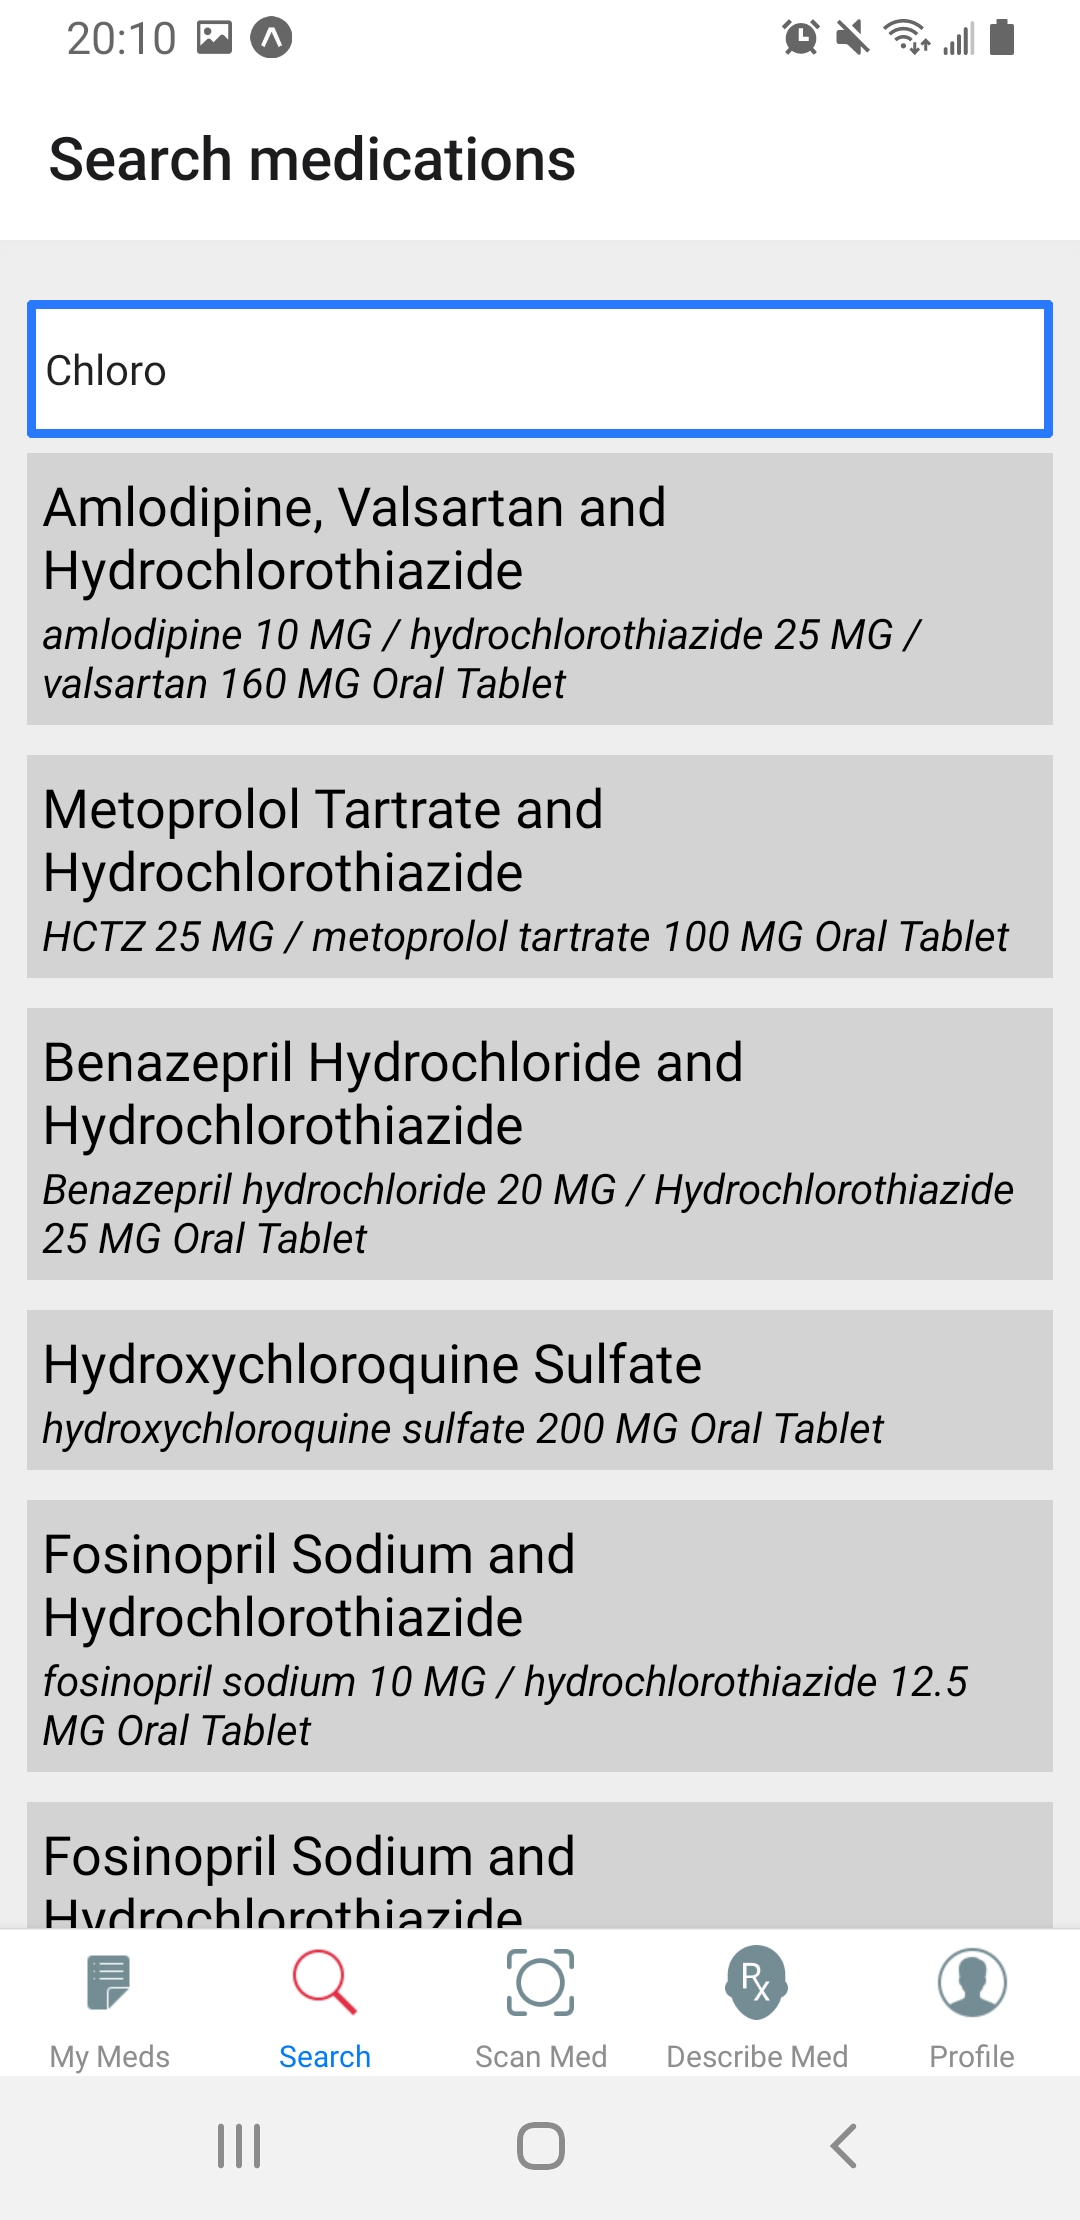 20:10
Search medications
Chloro
Amlodipine, Valsartan and
Hydrochlorothiazide
amlodipine 10 MG / hydrochlorothiazide 25 MG /
valsartan 160 MG Oral Tablet
Metoprolol Tartrate and
Hydrochlorothiazide
HCTZ 25 MG / metoprolol tartrate 100 MG Oral Tablet
Benazepril Hydrochloride and
Hydrochlorothiazide
Benazepril hydrochloride 20 MG / Hydrochlorothiazide
25 MG Oral Tablet
Hydroxychloroquine Sulfate
hydroxychloroquine sulfate 200 MG Oral Tablet
Fosinopril Sodium and
Hydrochlorothiazide
fosinopril sodium 10 MG / hydrochlorothiazide 12.5
MG Oral Tablet
Fosinopril Sodium and
Hydrochlorothiazide
Rx
My Meds Search Scan Med Describe Med Profile